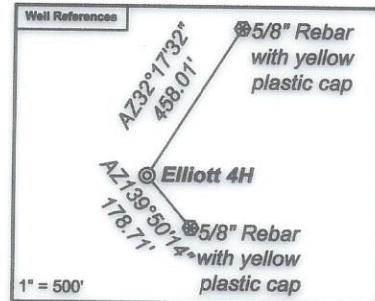 Well References
AZ32°17'32"
458.01'
5/8" Rebar
with yellow
plastic cap
Elliott 4H
AZ139°50'14"
178.71'
5/8" Rebar
with yellow
plastic cap
1" = 500'